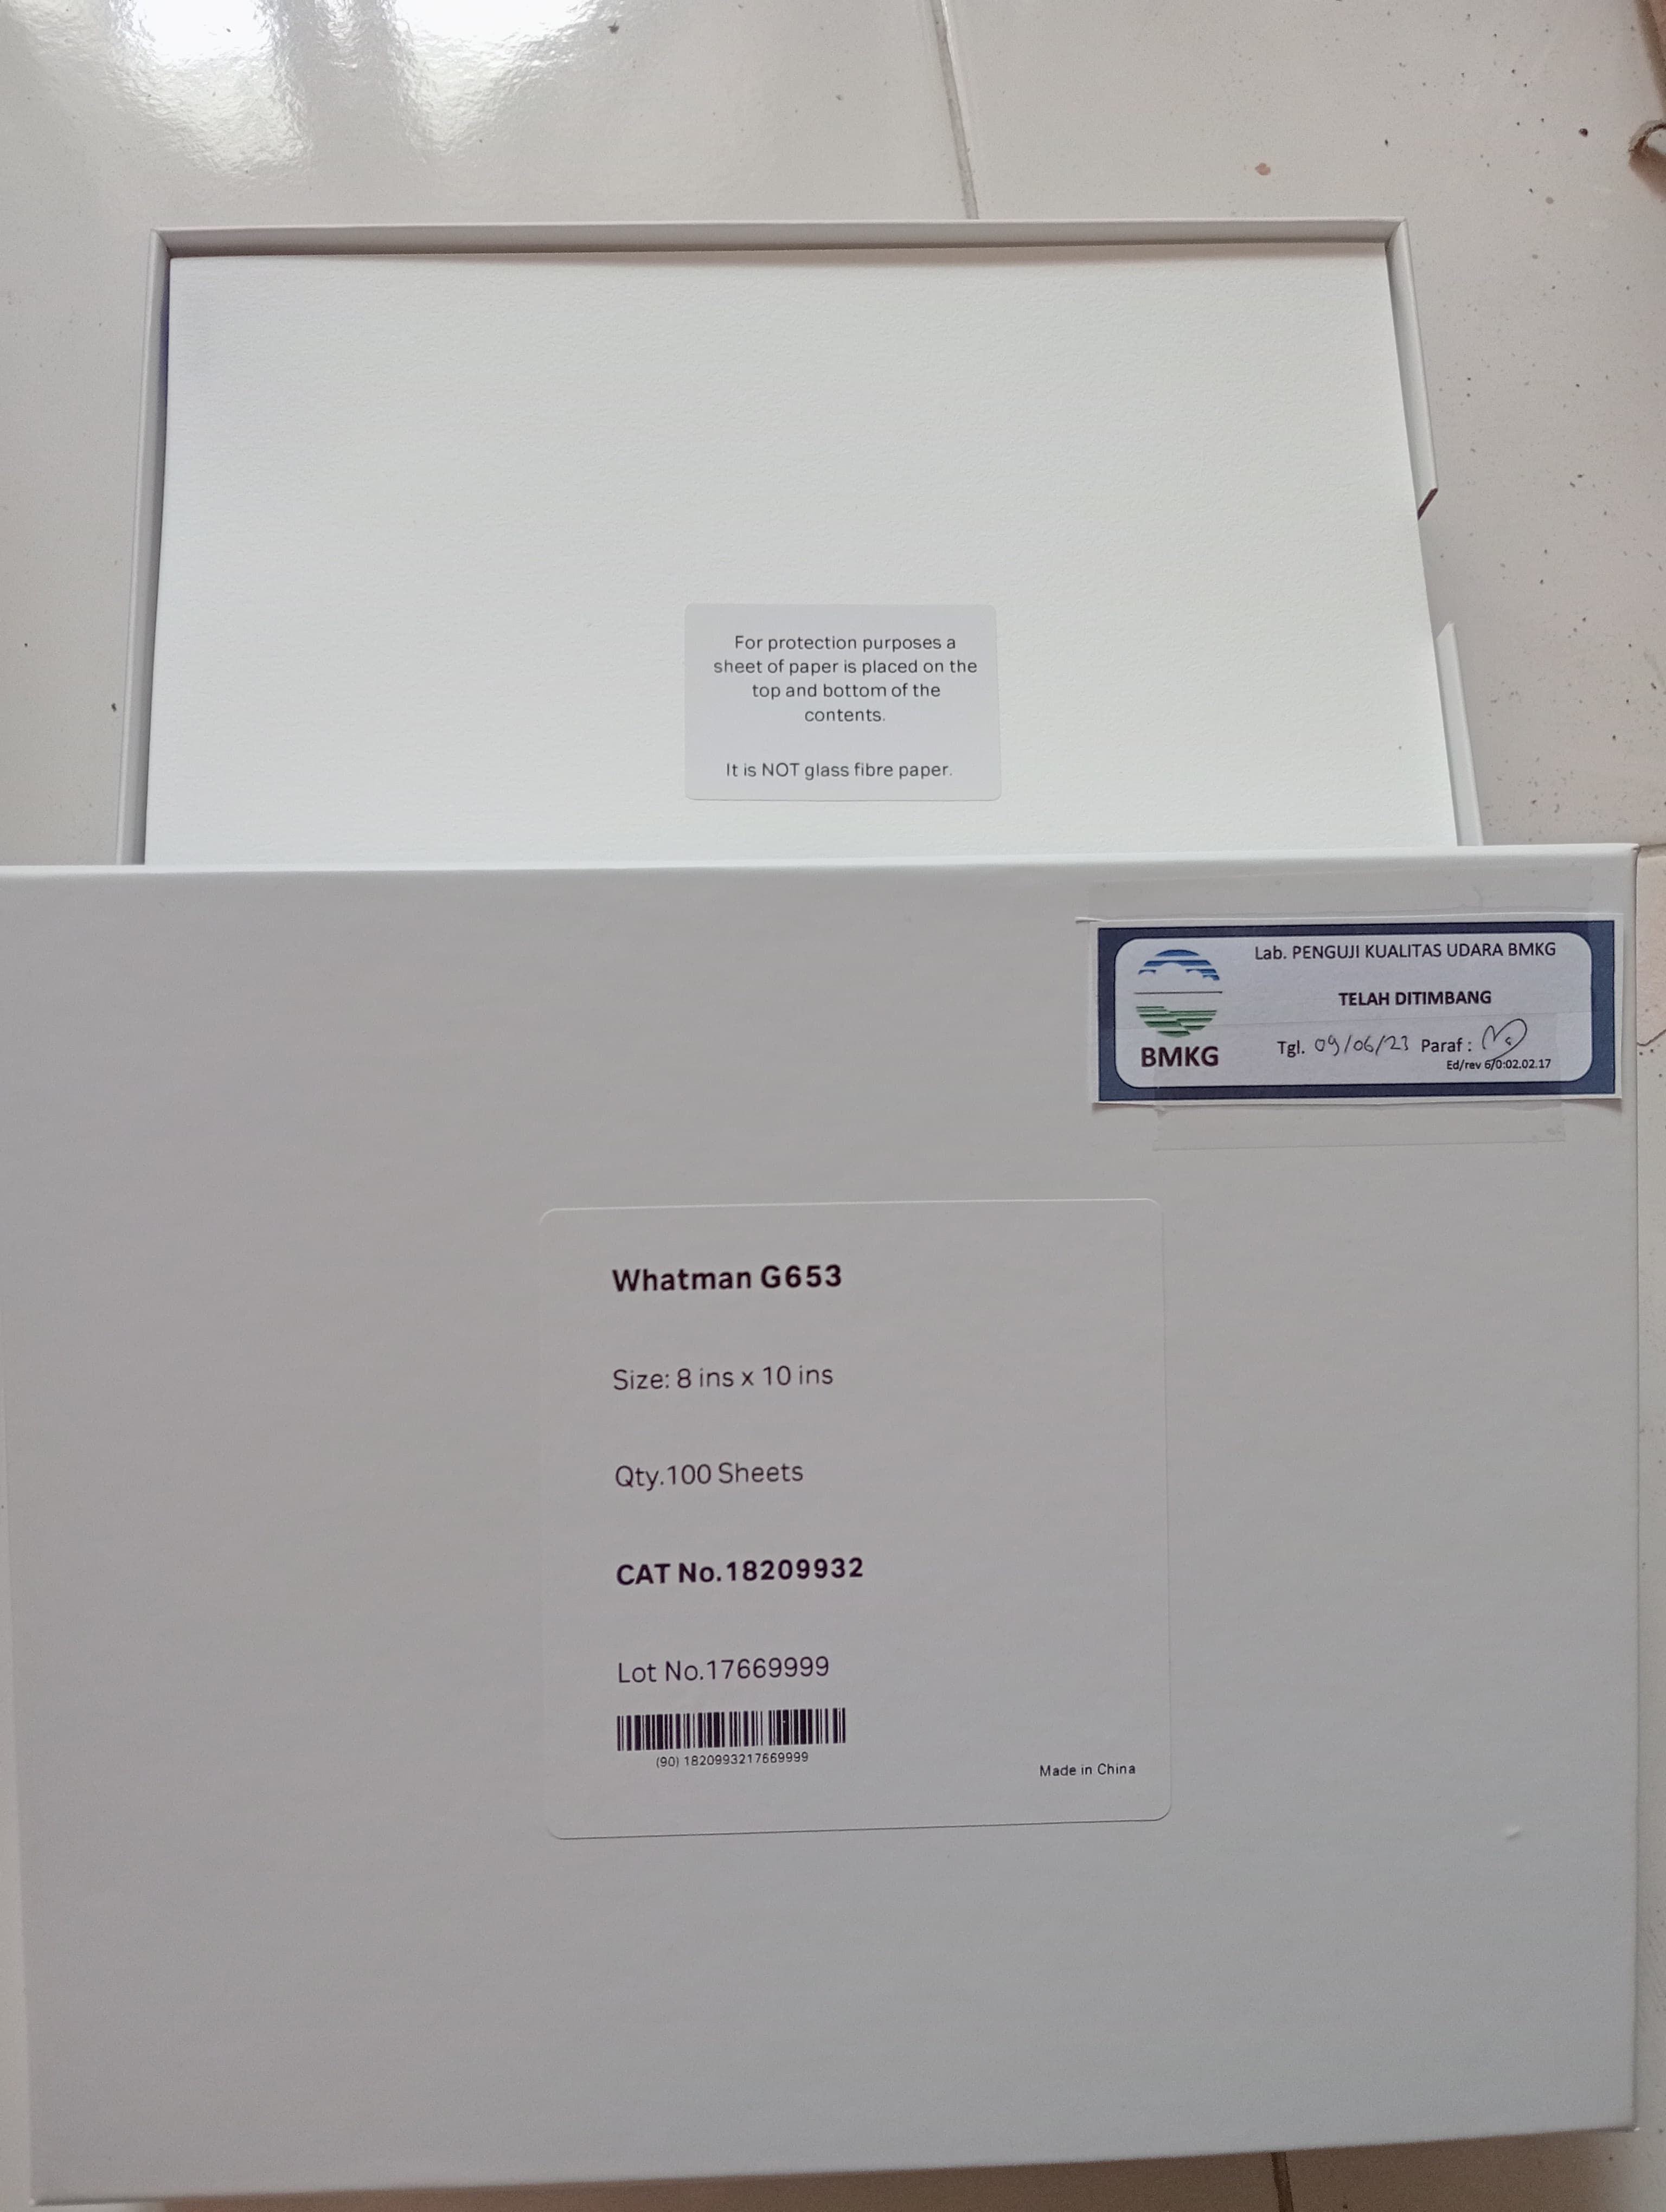 For protection purposes a
sheet of paper is placed on the
top and bottom of the
contents.
It is NOT glass fibre paper.
Lab. PENGUJI KUALITAS UDARA BMKG
TELAH DITIMBANG
Tgl. 09/06/23 Paraf :
Ed/rev 6/0:02.02.17
BMKG
Whatman G653
Size: 8 ins x 10 ins
Qty.100 Sheets
CAT No.18209932
Lot No.17669999
(90) 1820993217669999
Made in China